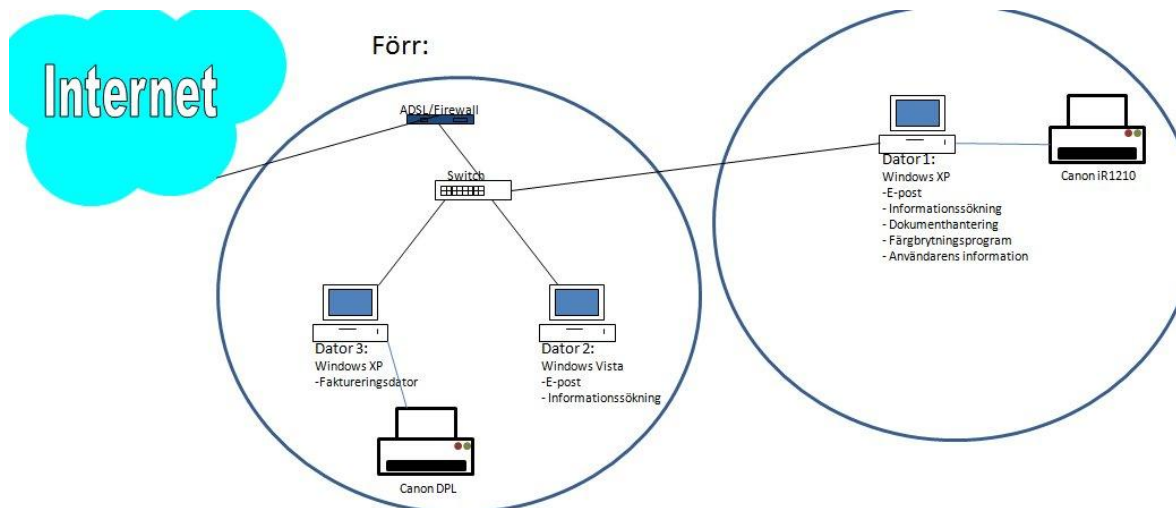 Internet
Förr:
ADSL/Firewall
Switch
Dator 1:
Windows XP
-E-post
- Informationssökning
- Dokumenthantering
- Färgbrytningsprogram
- Användarens information
Canon iR1210
Dator 3:
Windows XP
-Faktureringsdator
Dator 2:
Windows Vista
-E-post
- Informationssökning
Canon DPL